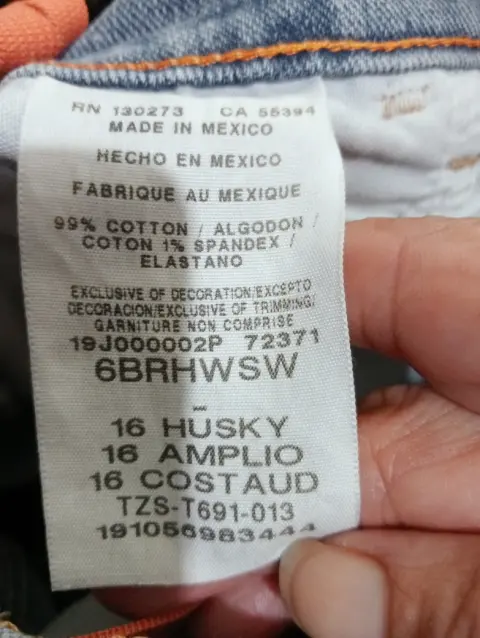 RN 130273 CA 55394
MADE IN MEXICO
HECHO EN MEXICO
FABRIQUE AU MEXIQUE
99% COTTON / ALGODON /
COTON 1% SPANDEX /
ELASTANO
EXCLUSIVE OF DECORATION/EXCEPTO
DECORACION/EXCLUSIVE OF TRIMMING/
GARNITURE NON COMPRISE
19J000002P 72371
6BRHWSW
16 HUSKY
16 AMPLIO
16 COSTAUD
TZS-T691-013
191056983444